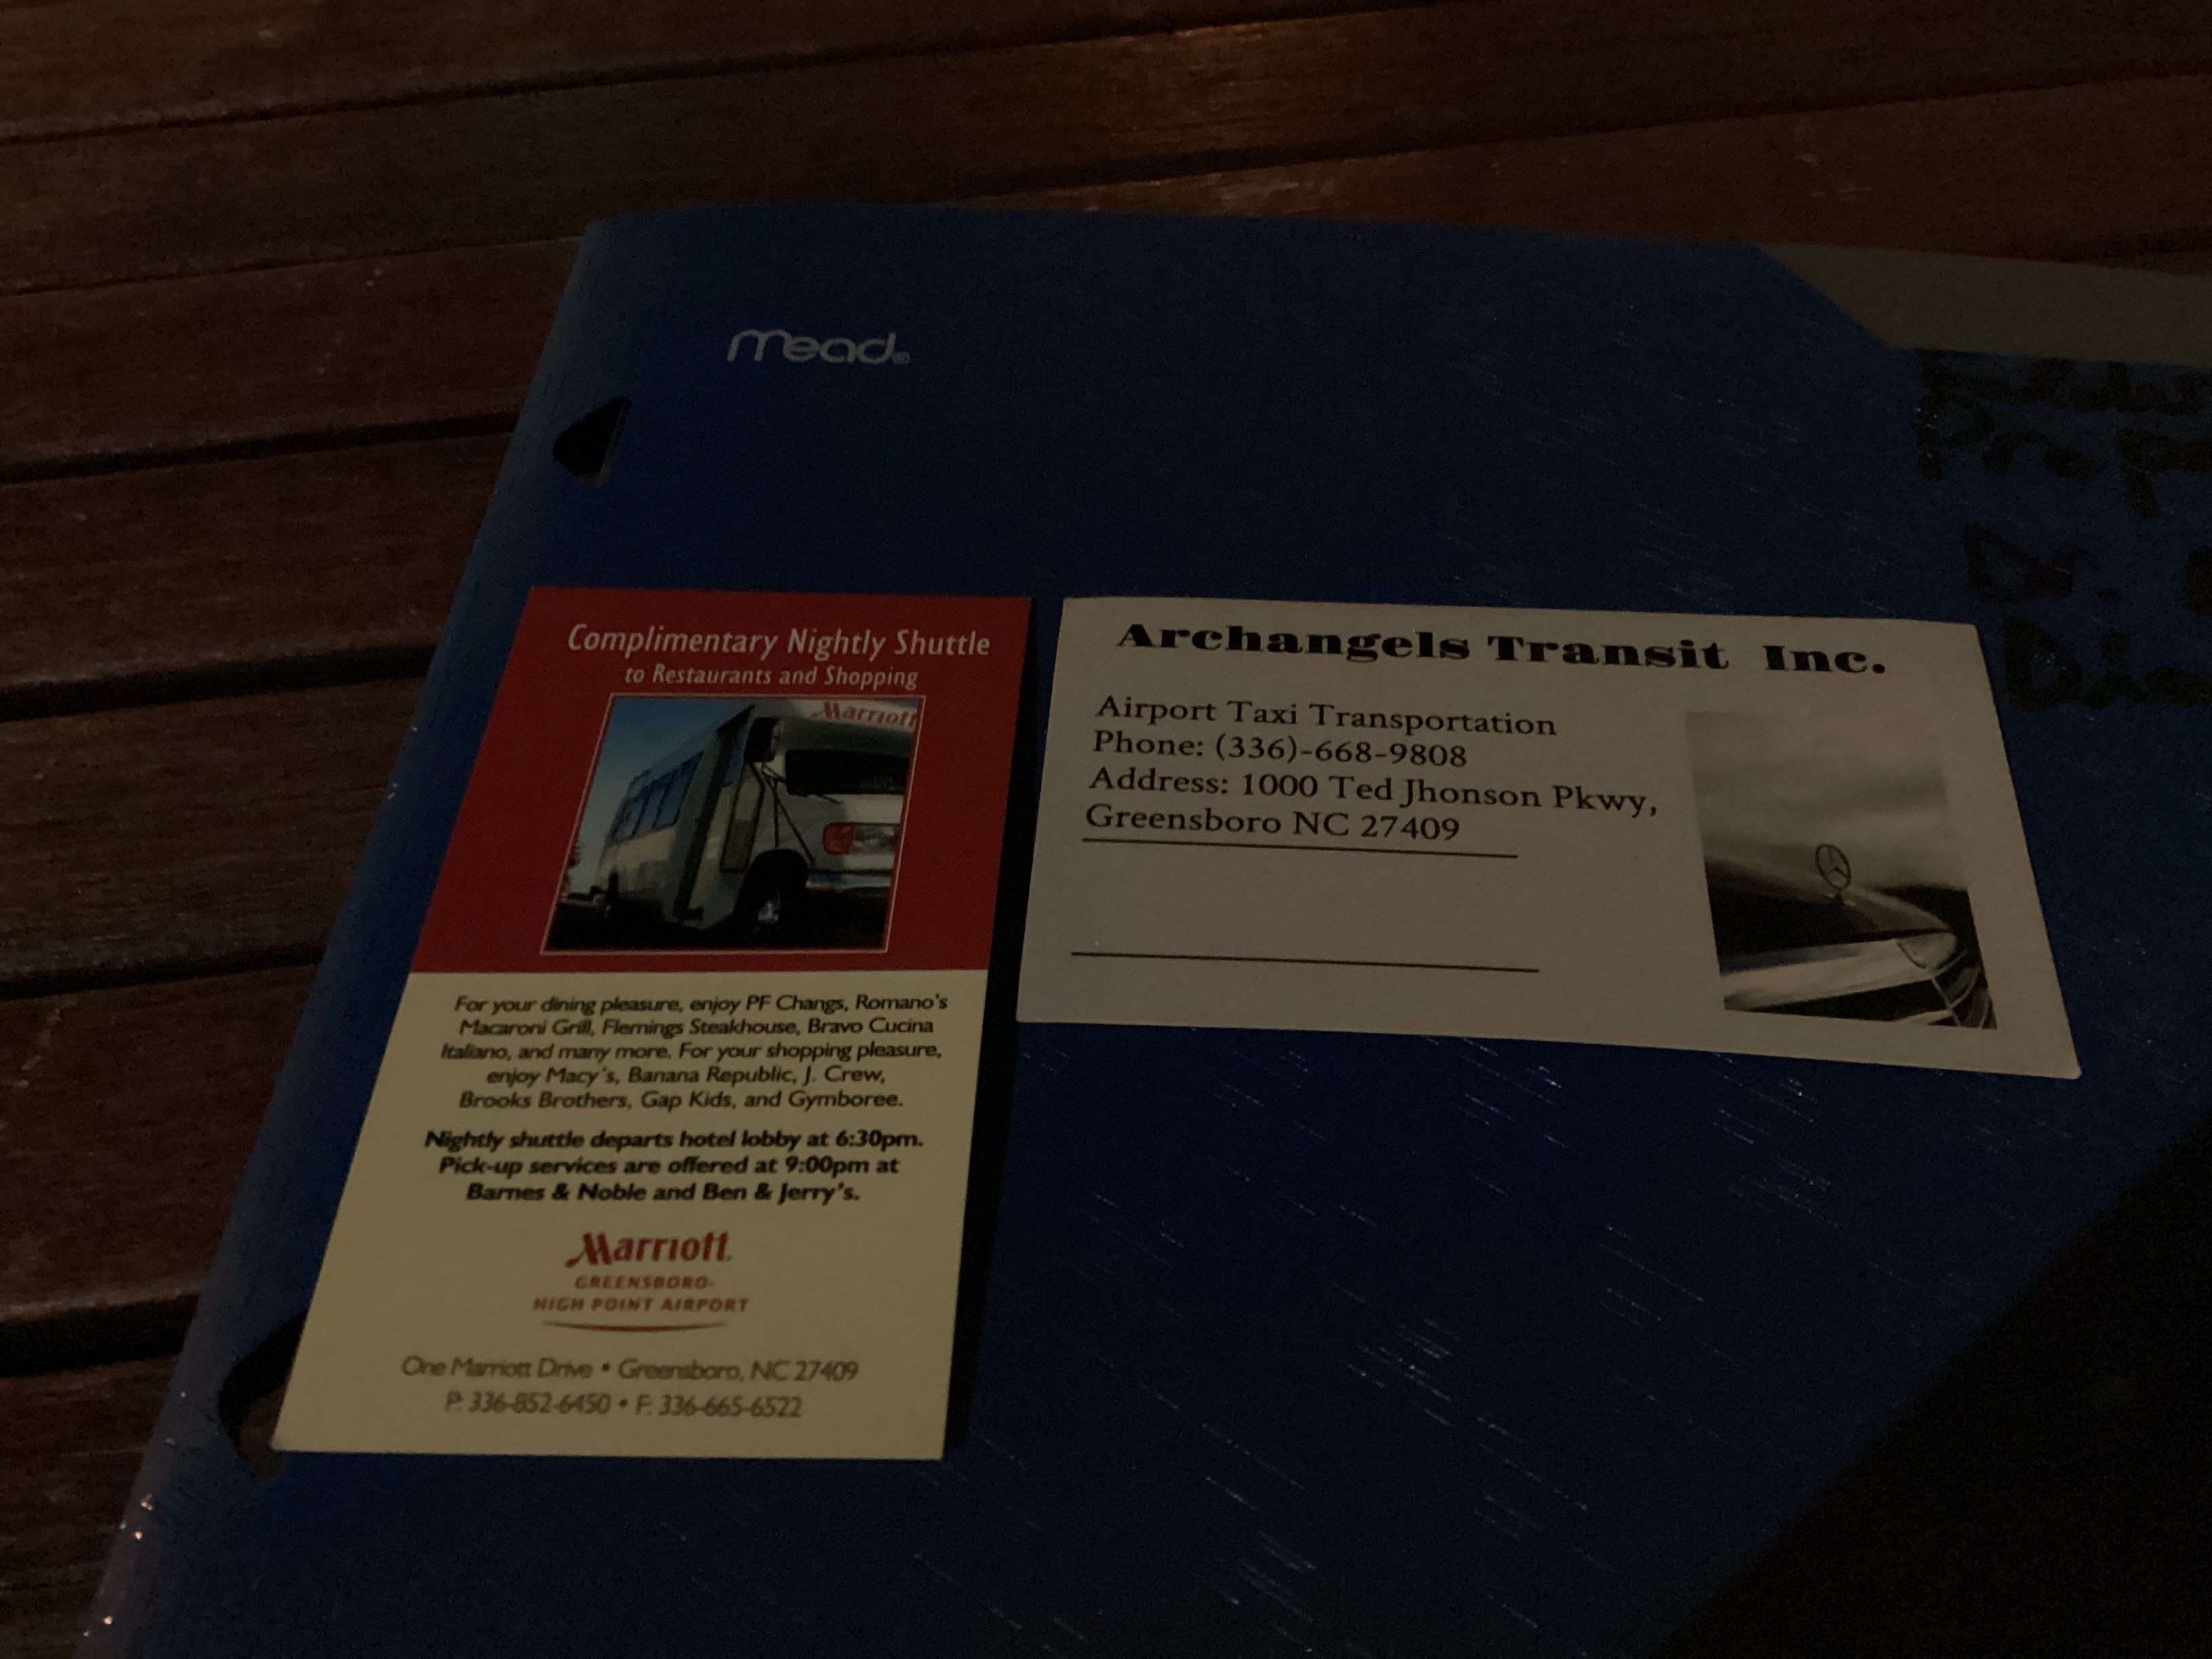 mead®
Complimentary Nightly Shuttle
to Restaurants and Shopping
Marriott
For your dining pleasure, enjoy PF Changs, Romano's
Macaroni Grill, Flemings Steakhouse, Bravo Cucina
Italiano, and many more. For your shopping pleasure,
enjoy Macy's, Banana Republic, J. Crew,
Brooks Brothers, Gap Kids, and Gymboree.
Nightly shuttle departs hotel lobby at 6:30pm.
Pick-up services are offered at 9:00pm at
Barnes & Noble and Ben & Jerry's.
Marriott
GREENSBORO-
HIGH POINT AIRPORT
One Marriott Drive • Greensboro, NC 27409
P: 336-852-6450 • F: 336-665-6522
Archangels Transit Inc.
Airport Taxi Transportation
Phone: (336)-668-9808
Address: 1000 Ted Jhonson Pkwy,
Greensboro NC 27409
Dr.